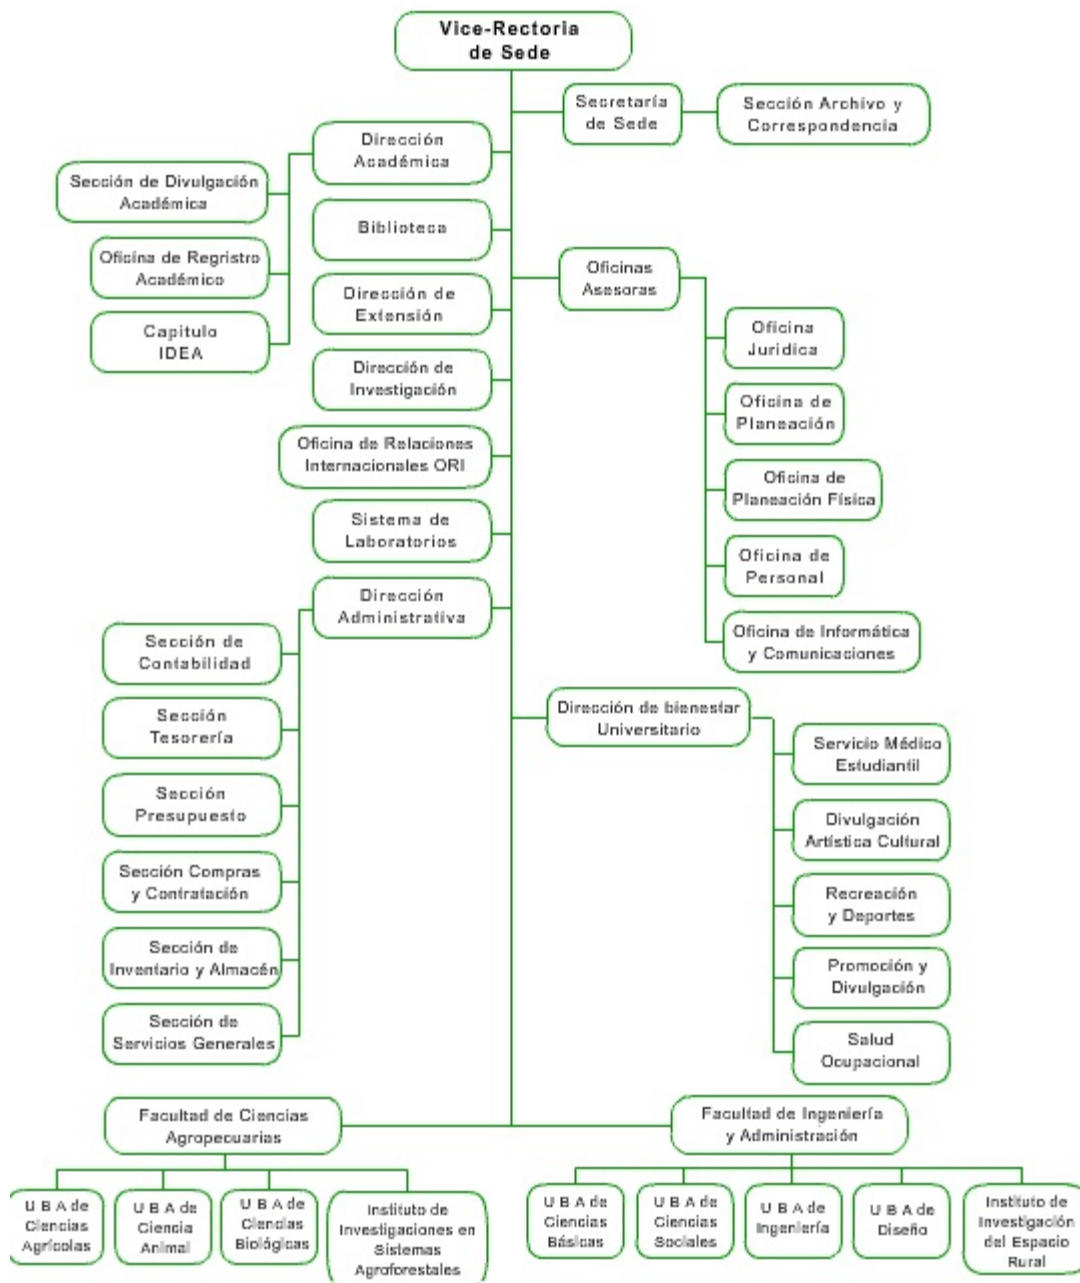 Vice-Rectoria
de Sede
Secretaría
de Sede
Sección Archivo y
Correspondencia
Dirección
Académica
Sección de Divulgación
Académica
Oficina de Regristro
Académico
Capitulo
IDEA
Biblioteca
Dirección de
Extensión
Dirección de
Investigación
Oficina de Relaciones
Internacionales ORI
Sistema de
Laboratorios
Dirección
Administrativa
Sección de
Contabilidad
Sección
Tesorería
Sección
Presupuesto
Sección Compras
y Contratación
Sección de
Inventario y Almacén
Sección de
Servicios Generales
Oficinas
Asesoras
Oficina
Juridica
Oficina de
Planeación
Oficina de
Planeación Física
Oficina de
Personal
Oficina de Informática
y Comunicaciones
Dirección de bienestar
Universitario
Servicio Médico
Estudiantil
Divulgación
Artística Cultural
Recreación
y Deportes
Promoción y
Divulgación
Salud
Ocupacional
Facultad de Ciencias
Agropecuarias
U B A de
Ciencias
Agrícolas
U B A de
Ciencia
Animal
U B A de
Ciencias
Biológicas
Instituto de
Investigaciones en
Sistemas
Agroforestales
Facultad de Ingeniería
y Administración
U B A de
Ciencias
Básicas
U B A de
Ciencias
Sociales
U B A de
Ingeniería
U B A de
Diseño
Instituto de
Investigación
del Espacio
Rural